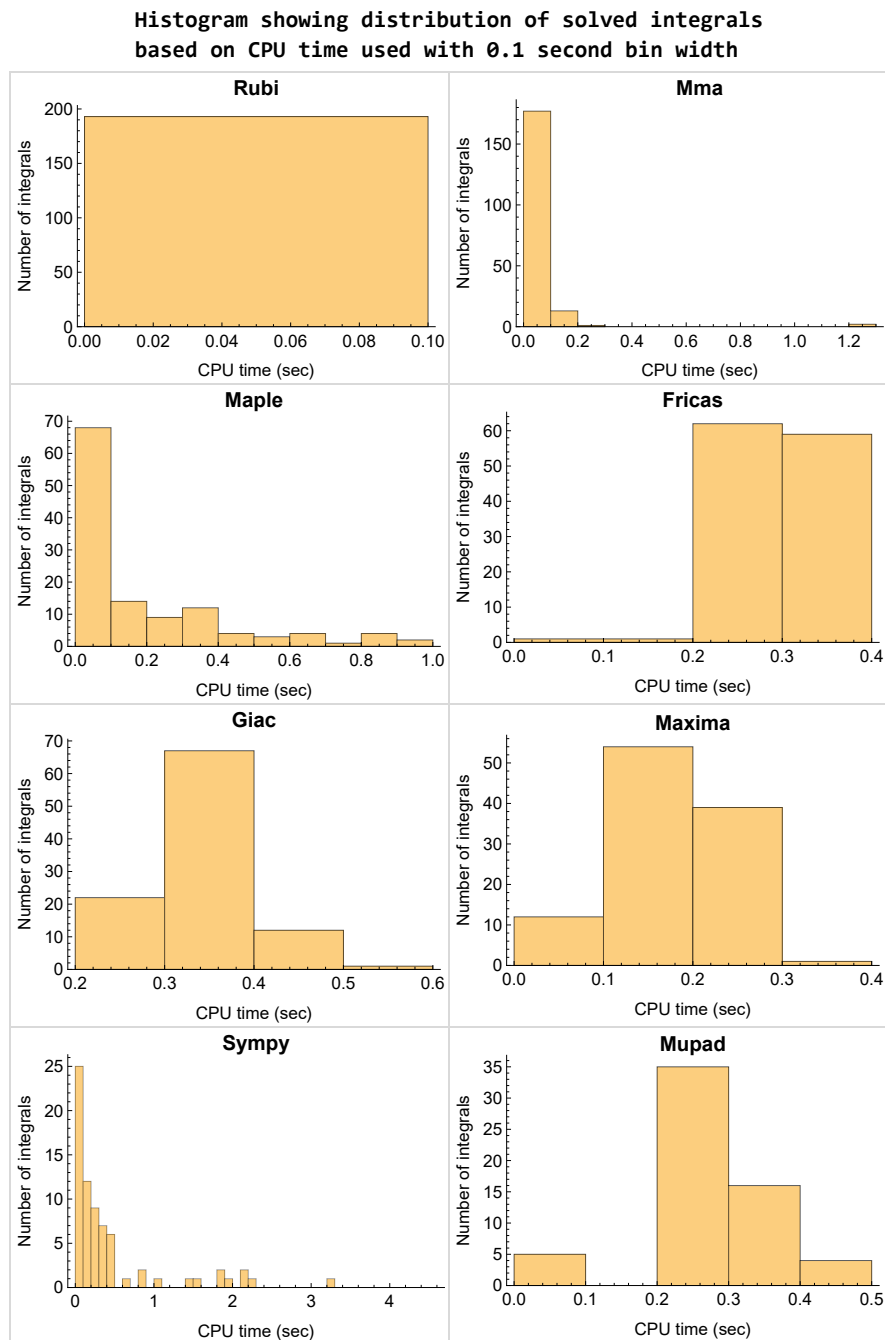 Histogram showing distribution of solved integrals
based on CPU time used with 0.1 second bin width
Rubi
Number of integrals
200
150
100
50
0
0.00 0.02 0.04 0.06 0.08 0.10
CPU time (sec)
Mma
Number of integrals
150
100
50
0
0.0 0.2 0.4 0.6 0.8 1.0 1.2
CPU time (sec)
Maple
Number of integrals
70
60
50
40
30
20
10
0
0.0 0.2 0.4 0.6 0.8 1.0
CPU time (sec)
Fricas
Number of integrals
60
50
40
30
20
10
0
0.0 0.1 0.2 0.3 0.4
CPU time (sec)
Giac
Number of integrals
70
60
50
40
30
20
10
0
0.2 0.3 0.4 0.5 0.6
CPU time (sec)
Maxima
Number of integrals
50
40
30
20
10
0
0.0 0.1 0.2 0.3 0.4
CPU time (sec)
Sympy
Number of integrals
25
20
15
10
5
0
0 1 2 3 4
CPU time (sec)
Mupad
Number of integrals
35
30
25
20
15
10
5
0
0.0 0.1 0.2 0.3 0.4 0.5
CPU time (sec)